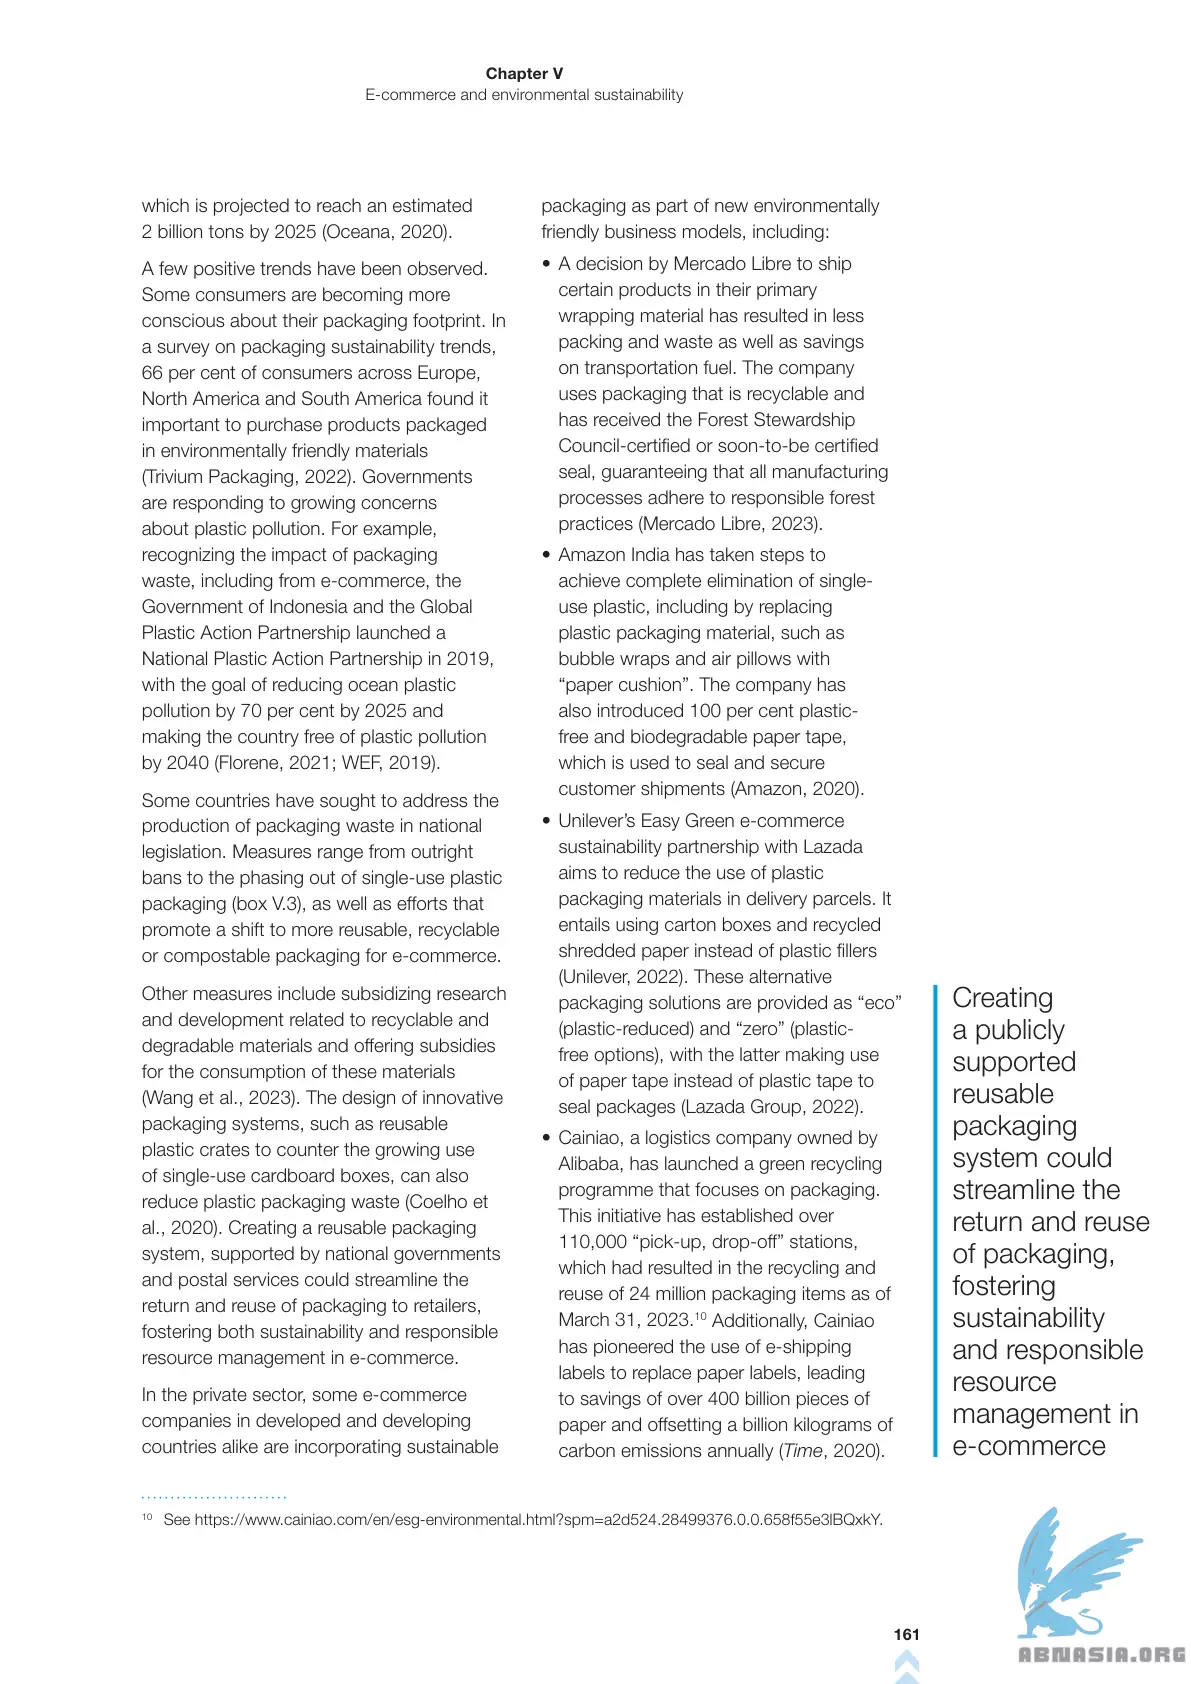 Chapter V
E-commerce and environmental sustainability
which is projected to reach an estimated
2 billion tons by 2025 (Oceana, 2020).
A few positive trends have been observed.
Some consumers are becoming more
conscious about their packaging footprint. In
a survey on packaging sustainability trends,
66 per cent of consumers across Europe,
North America and South America found it
important to purchase products packaged
in environmentally friendly materials
(Trivium Packaging, 2022). Governments
are responding to growing concerns
about plastic pollution. For example,
recognizing the impact of packaging
waste, including from e-commerce, the
Government of Indonesia and the Global
Plastic Action Partnership launched a
National Plastic Action Partnership in 2019,
with the goal of reducing ocean plastic
pollution by 70 per cent by 2025 and
making the country free of plastic pollution
by 2040 (Florene, 2021; WEF, 2019).
Some countries have sought to address the
production of packaging waste in national
legislation. Measures range from outright
bans to the phasing out of single-use plastic
packaging (box V.3), as well as efforts that
promote a shift to more reusable, recyclable
or compostable packaging for e-commerce.
Other measures include subsidizing research
and development related to recyclable and
degradable materials and offering subsidies
for the consumption of these materials
(Wang et al., 2023). The design of innovative
packaging systems, such as reusable
plastic crates to counter the growing use
of single-use cardboard boxes, can also
reduce plastic packaging waste (Coelho et
al., 2020). Creating a reusable packaging
system, supported by national governments
and postal services could streamline the
return and reuse of packaging to retailers,
fostering both sustainability and responsible
resource management in e-commerce.
In the private sector, some e-commerce
companies in developed and developing
countries alike are incorporating sustainable
packaging as part of new environmentally
friendly business models, including:
• A decision by Mercado Libre to ship
certain products in their primary
wrapping material has resulted in less
packing and waste as well as savings
on transportation fuel. The company
uses packaging that is recyclable and
has received the Forest Stewardship
Council-certified or soon-to-be certified
seal, guaranteeing that all manufacturing
processes adhere to responsible forest
practices (Mercado Libre, 2023).
• Amazon India has taken steps to
achieve complete elimination of single-
use plastic, including by replacing
plastic packaging material, such as
bubble wraps and air pillows with
“paper cushion”. The company has
also introduced 100 per cent plastic-
free and biodegradable paper tape,
which is used to seal and secure
customer shipments (Amazon, 2020).
• Unilever’s Easy Green e-commerce
sustainability partnership with Lazada
aims to reduce the use of plastic
packaging materials in delivery parcels. It
entails using carton boxes and recycled
shredded paper instead of plastic fillers
(Unilever, 2022). These alternative
packaging solutions are provided as “eco”
(plastic-reduced) and “zero” (plastic-
free options), with the latter making use
of paper tape instead of plastic tape to
seal packages (Lazada Group, 2022).
• Cainiao, a logistics company owned by
Alibaba, has launched a green recycling
programme that focuses on packaging.
This initiative has established over
110,000 “pick-up, drop-off” stations,
which had resulted in the recycling and
reuse of 24 million packaging items as of
March 31, 2023.¹⁰ Additionally, Cainiao
has pioneered the use of e-shipping
labels to replace paper labels, leading
to savings of over 400 billion pieces of
paper and offsetting a billion kilograms of
carbon emissions annually (Time, 2020).
Creating
a publicly
supported
reusable
packaging
system could
streamline the
return and reuse
of packaging,
fostering
sustainability
and responsible
resource
management in
e-commerce
¹⁰ See https://www.cainiao.com/en/esg-environmental.html?spm=a2d524.28499376.0.0.658f55e3lBQxkY.
161
ABNASIA.ORG